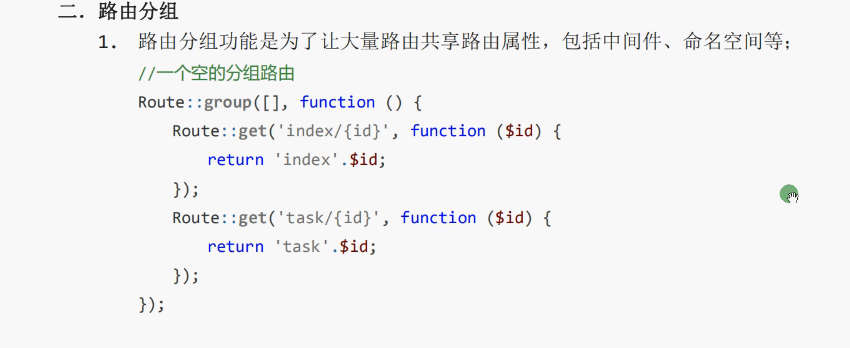 二．路由分组
1． 路由分组功能是为了让大量路由共享路由属性，包括中间件、命名空间等；
//一个空的分组路由
Route::group([], function () {
Route::get('index/{id}', function ($id) {
return 'index'.$id;
});
Route::get('task/{id}', function ($id) {
return 'task'.$id;
});
});